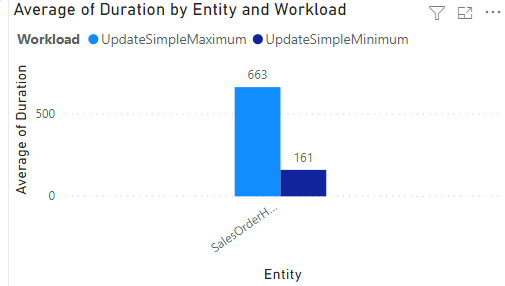 Average of Duration by Entity and Workload
Workload UpdateSimpleMaximum UpdateSimpleMinimum
Average of Duration
500
0
663
161
SalesOrderH...
Entity